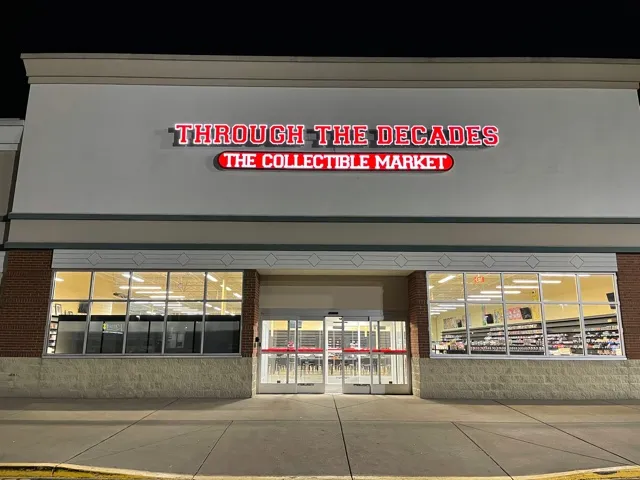 THROUGH THE DECADES
THE COLLECTIBLE MARKET